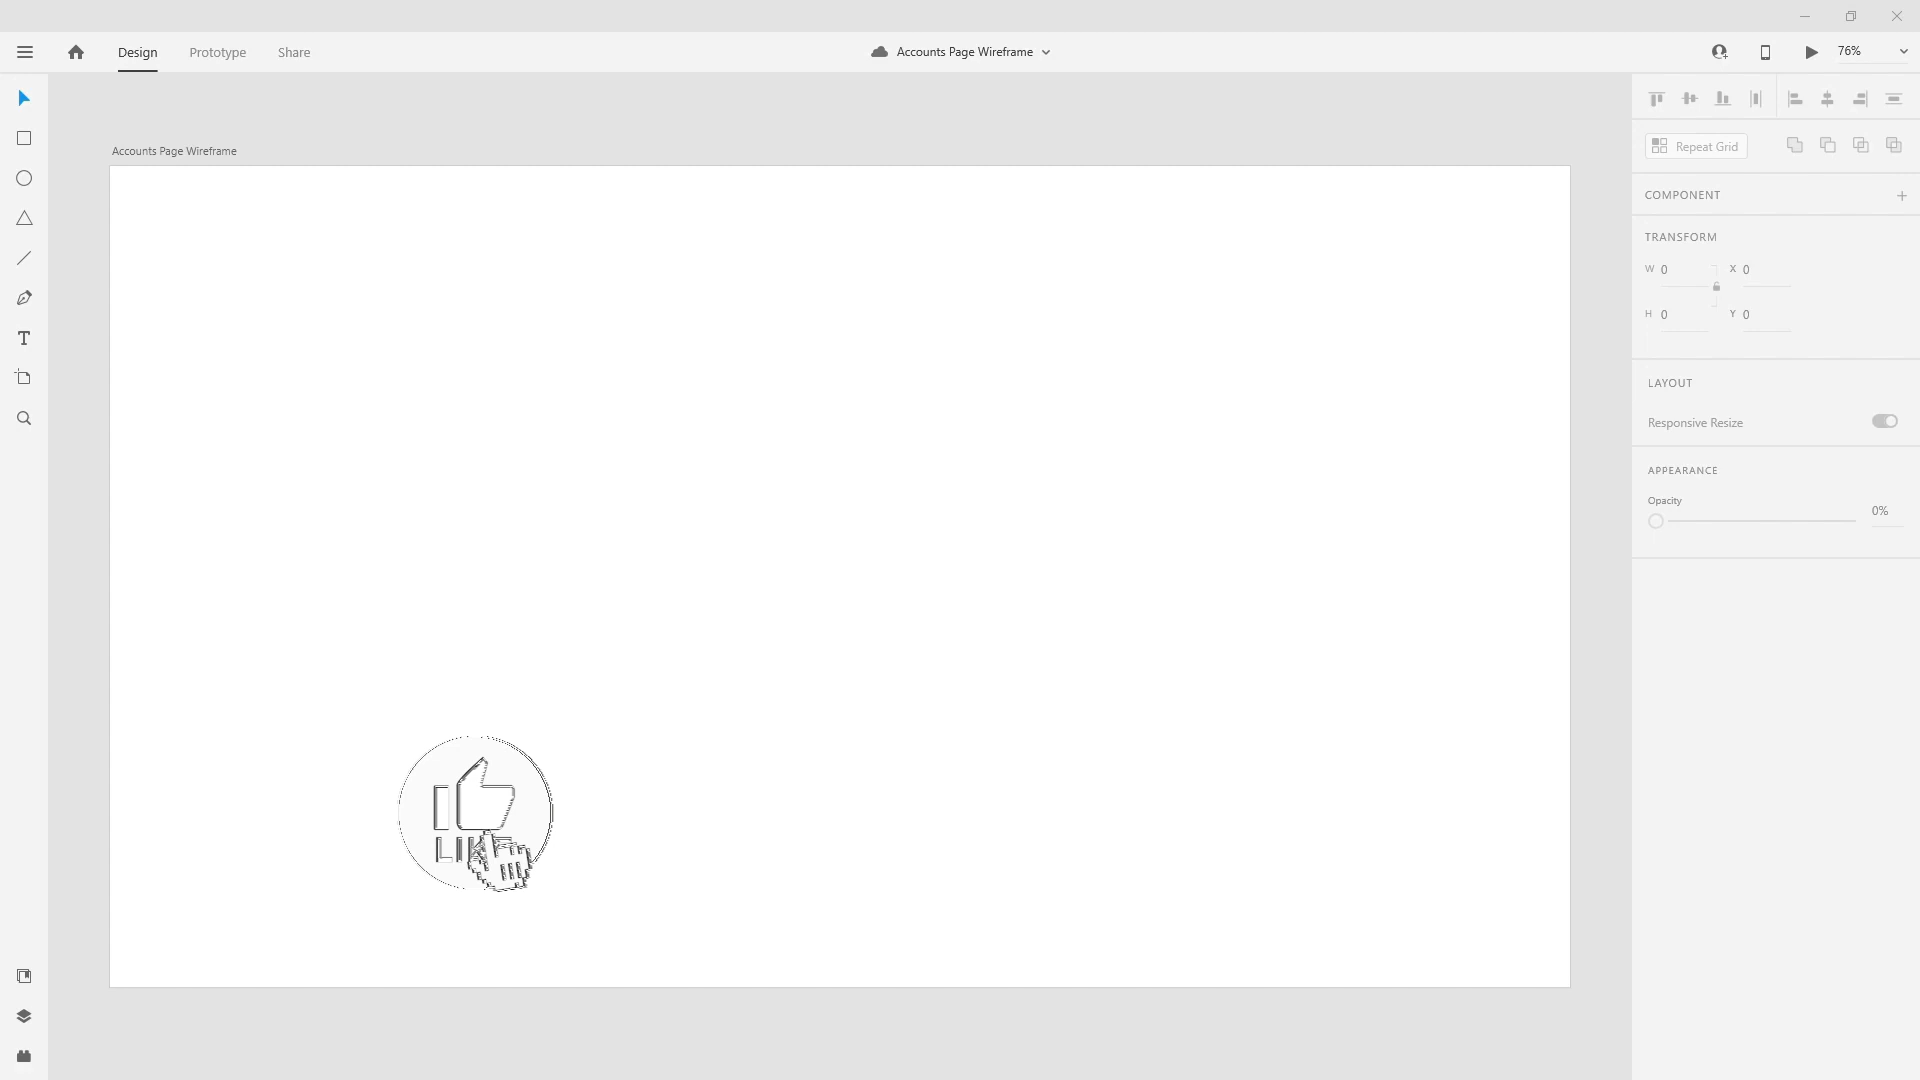 Design Prototype Share
Accounts Page Wireframe
76%
Accounts Page Wireframe
Repeat Grid
COMPONENT
TRANSFORM
W 0 X 0
H 0 Y 0
LAYOUT
Responsive Resize
APPEARANCE
Opacity
0%
LIKE